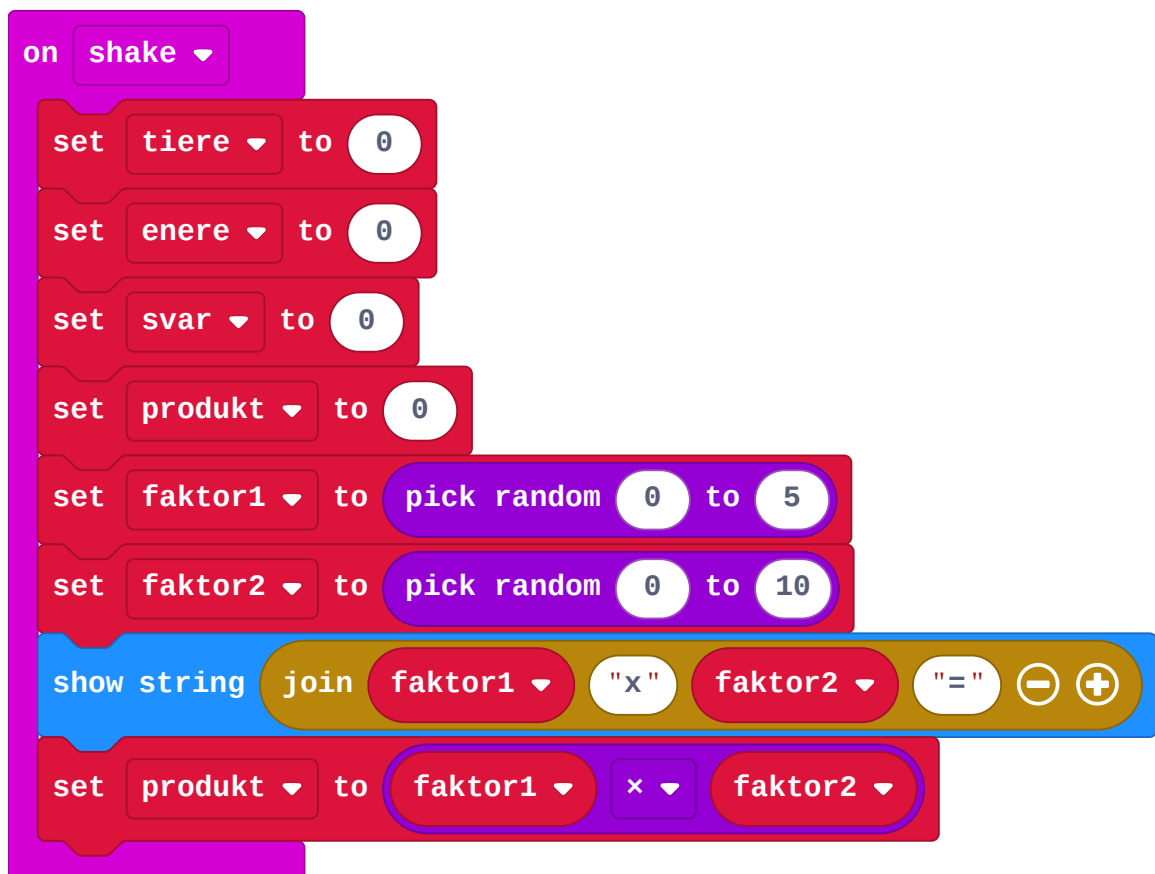 on shake
set tiere to 0
set enere to 0
set svar to 0
set produkt to 0
set faktor1 to pick random 0 to 5
set faktor2 to pick random 0 to 10
show string join faktor1 "x" faktor2 "="
set produkt to faktor1 × faktor2